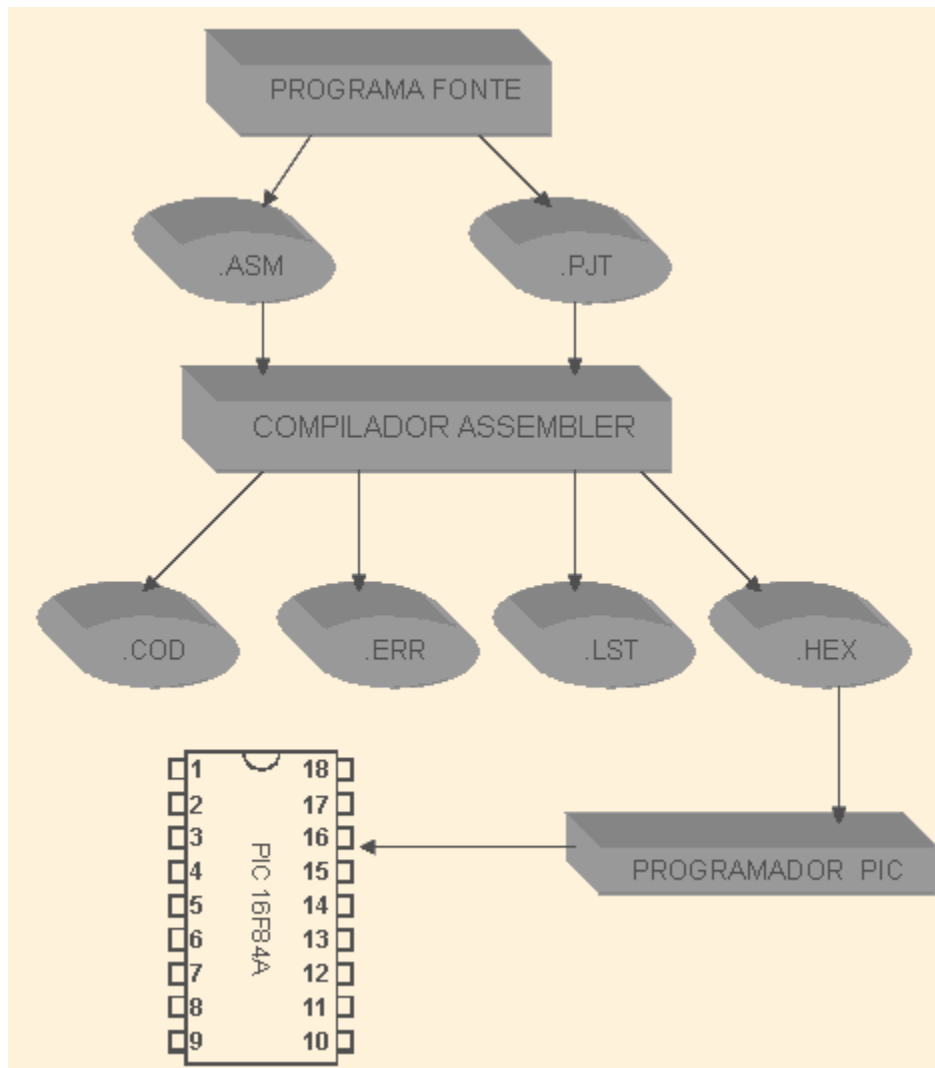 PROGRAMA FONTE
.ASM
.PJT
COMPILADOR ASSEMBLER
.COD
.ERR
.LST
.HEX
1 18
2 17
3 16
4 15
5 14
6 13
7 12
8 11
9 10
PIC 16F84A
PROGRAMADOR PIC